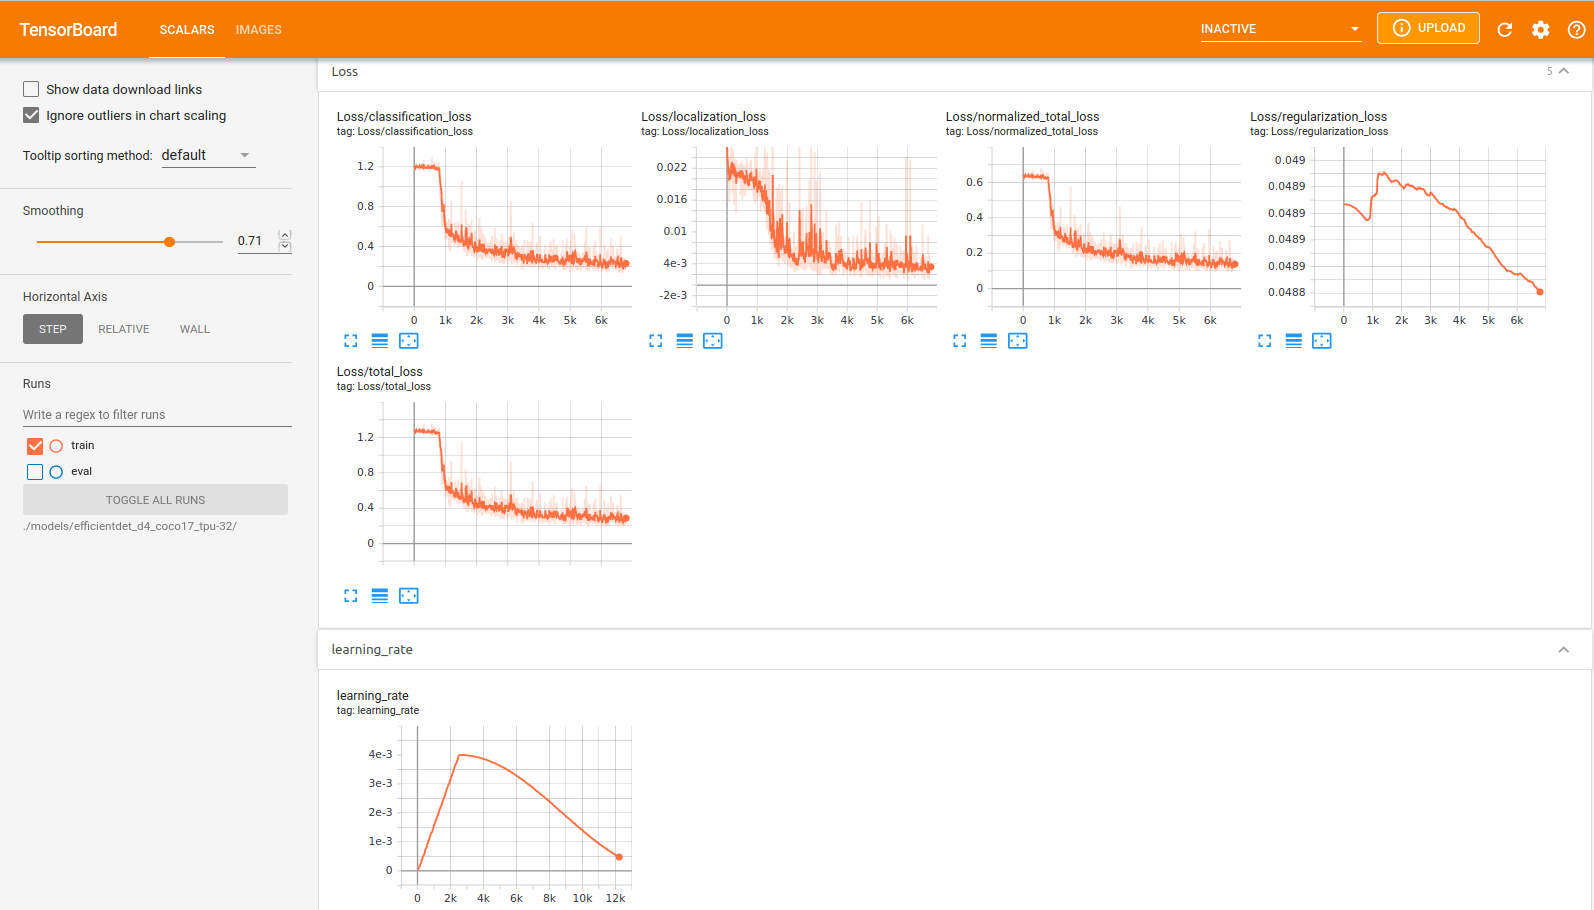 TensorBoard SCALARS IMAGES INACTIVE UPLOAD
Show data download links
Ignore outliers in chart scaling
Tooltip sorting method: default
Smoothing
0.71
Horizontal Axis
STEP RELATIVE WALL
Runs
Write a regex to filter runs
train
eval
TOGGLE ALL RUNS
./models/efficientdet_d4_coco17_tpu-32/
Loss 5
Loss/classification_loss
tag: Loss/classification_loss
1.2
0.8
0.4
0
0 1k 2k 3k 4k 5k 6k
Loss/localization_loss
tag: Loss/localization_loss
0.022
0.016
0.01
4e-3
-2e-3
0 1k 2k 3k 4k 5k 6k
Loss/normalized_total_loss
tag: Loss/normalized_total_loss
0.6
0.4
0.2
0
0 1k 2k 3k 4k 5k 6k
Loss/regularization_loss
tag: Loss/regularization_loss
0.049
0.0489
0.0489
0.0489
0.0489
0.0488
0 1k 2k 3k 4k 5k 6k
Loss/total_loss
tag: Loss/total_loss
1.2
0.8
0.4
0
learning_rate
learning_rate
tag: learning_rate
4e-3
3e-3
2e-3
1e-3
0
0 2k 4k 6k 8k 10k 12k